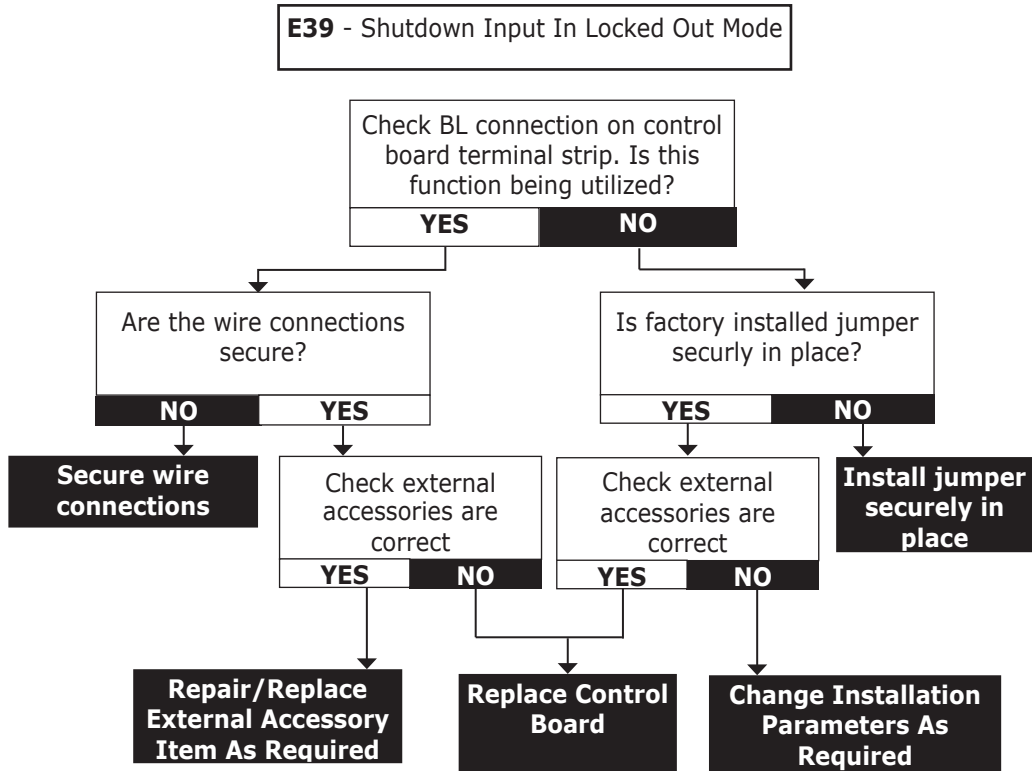 E39 - Shutdown Input In Locked Out Mode
Check BL connection on control
board terminal strip. Is this
function being utilized?
YES
NO
Are the wire connections
secure?
NO
YES
Is factory installed jumper
securly in place?
YES
NO
Secure wire
connections
Check external
accessories are
correct
YES
NO
Check external
accessories are
correct
YES
NO
Install jumper
securely in
place
Repair/Replace
External Accessory
Item As Required
Replace Control
Board
Change Installation
Parameters As
Required